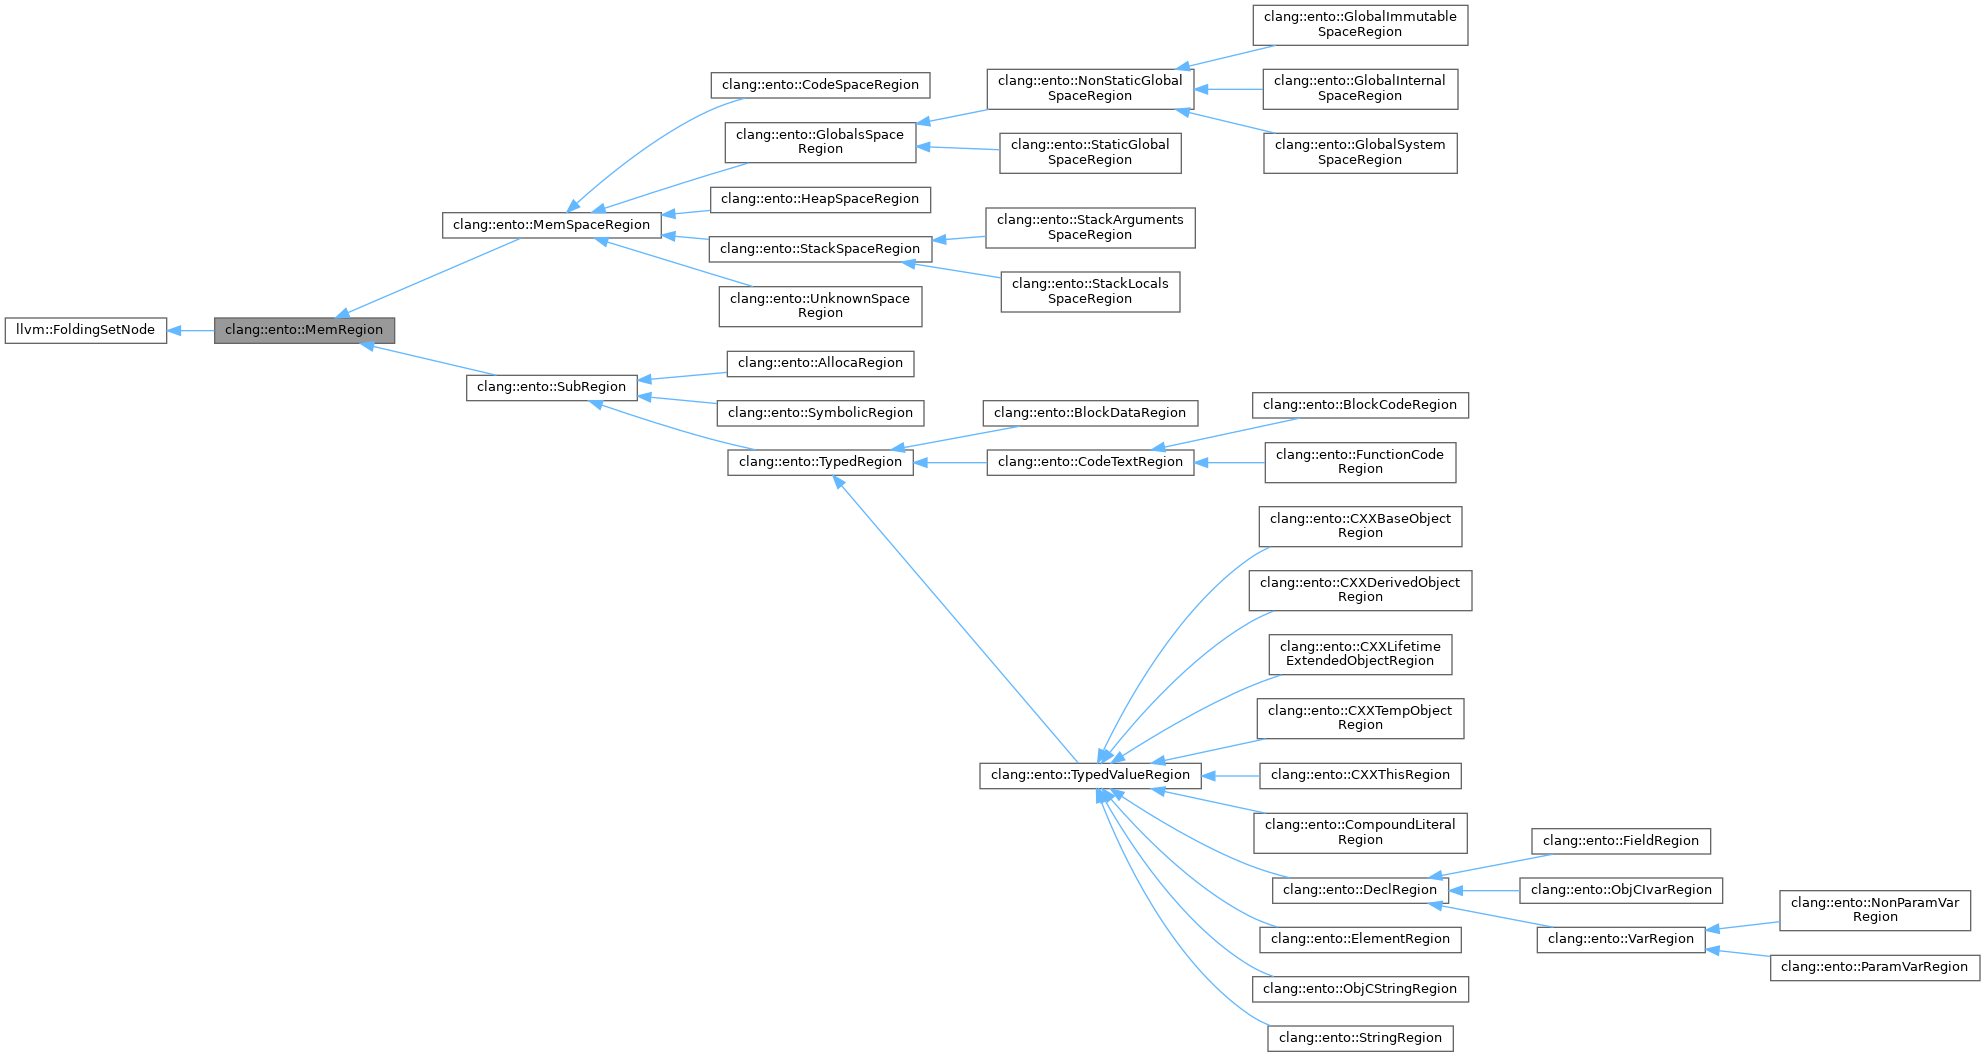 llvm::FoldingSetNode
clang::ento::MemRegion
clang::ento::MemSpaceRegion
clang::ento::CodeSpaceRegion
clang::ento::GlobalsSpace
Region
clang::ento::NonStaticGlobal
SpaceRegion
clang::ento::GlobalImmutable
SpaceRegion
clang::ento::GlobalInternal
SpaceRegion
clang::ento::GlobalSystem
SpaceRegion
clang::ento::StaticGlobal
SpaceRegion
clang::ento::HeapSpaceRegion
clang::ento::StackSpaceRegion
clang::ento::StackArguments
SpaceRegion
clang::ento::StackLocals
SpaceRegion
clang::ento::UnknownSpace
Region
clang::ento::SubRegion
clang::ento::AllocaRegion
clang::ento::SymbolicRegion
clang::ento::TypedRegion
clang::ento::BlockDataRegion
clang::ento::CodeTextRegion
clang::ento::BlockCodeRegion
clang::ento::FunctionCode
Region
clang::ento::TypedValueRegion
clang::ento::CXXBaseObject
Region
clang::ento::CXXDerivedObject
Region
clang::ento::CXXLifetime
ExtendedObjectRegion
clang::ento::CXXTempObject
Region
clang::ento::CXXThisRegion
clang::ento::CompoundLiteral
Region
clang::ento::DeclRegion
clang::ento::FieldRegion
clang::ento::ObjCIvarRegion
clang::ento::VarRegion
clang::ento::NonParamVar
Region
clang::ento::ParamVarRegion
clang::ento::ElementRegion
clang::ento::ObjCStringRegion
clang::ento::StringRegion